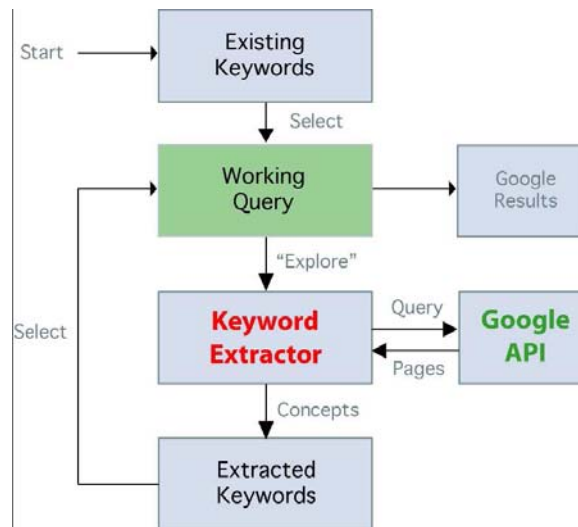 Existing
Keywords
Start
Select
Working
Query
Google
Results
“Explore”
Keyword
Extractor
Query
Pages
Google
API
Select
Concepts
Extracted
Keywords